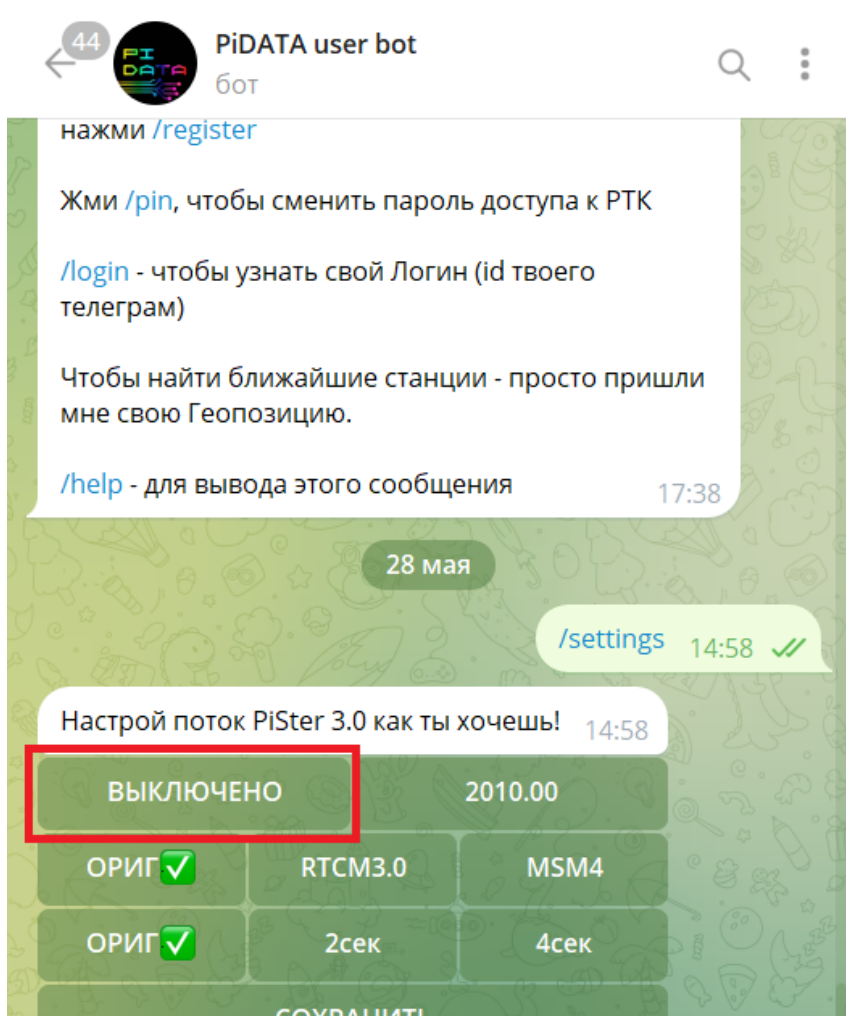 44
PI
DATA
PiDATA user bot
бот
нажми /register
Жми /pin, чтобы сменить пароль доступа к РТК
/login - чтобы узнать свой Логин (id твоего
телеграм)
Чтобы найти ближайшие станции - просто пришли
мне свою Геопозицию.
/help - для вывода этого сообщения
17:38
28 мая
/settings 14:58
Настрой поток PiSter 3.0 как ты хочешь! 14:58
ВЫКЛЮЧЕНО 2010.00
ОРИГ✅ RTCM3.0 MSM4
ОРИГ✅ 2сек 4сек
СОХРАНИТЬ